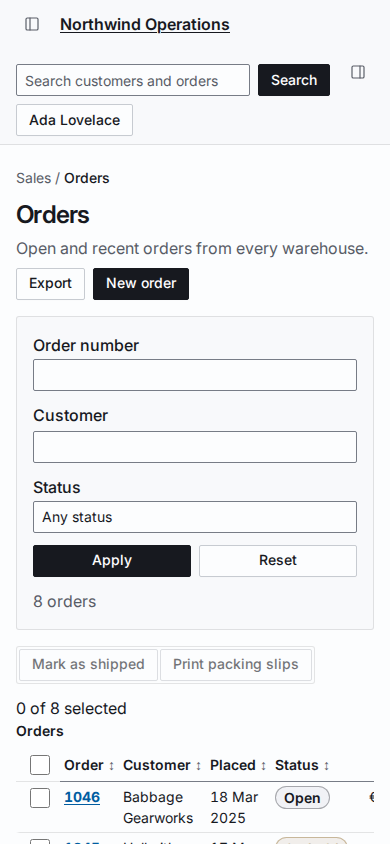 Northwind Operations
Search customers and orders
Search
Ada Lovelace
Sales / Orders
Orders
Open and recent orders from every warehouse.
Export
New order
Order number
Customer
Status
Any status
Apply
Reset
8 orders
Mark as shipped
Print packing slips
0 of 8 selected
Orders
Order ↕ Customer ↕ Placed ↕ Status ↕
1046 Babbage Gearworks 18 Mar 2025 Open €